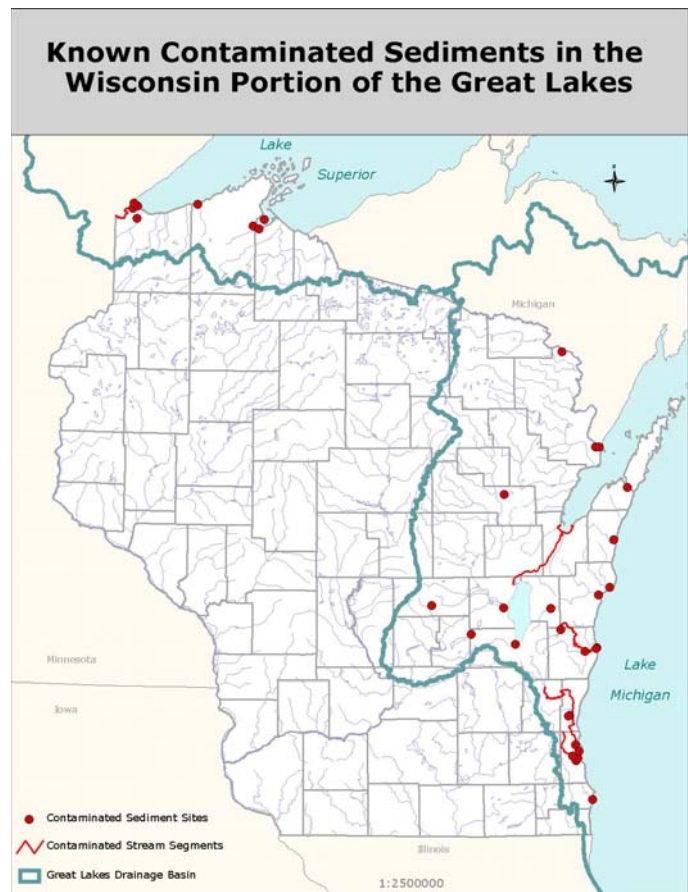 Known Contaminated Sediments in the
Wisconsin Portion of the Great Lakes
Lake
Superior
Michigan
Minnesota
Iowa
Lake
Michigan
Contaminated Sediment Sites
Contaminated Stream Segments
Great Lakes Drainage Basin
Illinois
1:2500000